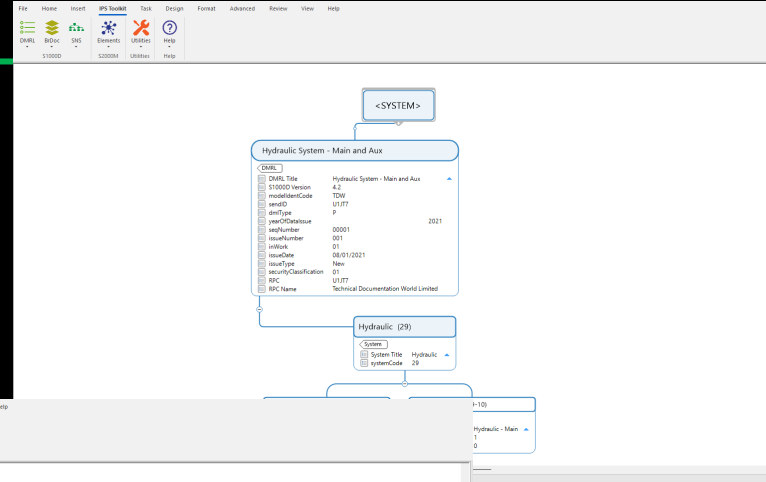 File Home Insert IPS Toolkit Task Design Format Advanced Review View Help
DMRL BrDoc SNS Elements Utilities Help
S1000D S2000M Utilities Help
<SYSTEM>
Hydraulic System - Main and Aux
DMRL
DMRL Title Hydraulic System - Main and Aux
S1000D Version 4.2
modelIdentCode TDW
sendID U1JT7
dmlType P
yearOfDataIssue 2021
seqNumber 00001
issueNumber 001
inWork 01
issueDate 08/01/2021
issueType New
securityClassification 01
RPC U1JT7
RPC Name Technical Documentation World Limited
Hydraulic (29)
System
System Title Hydraulic
systemCode 29
-10)
elp
Hydraulic - Main
1
0